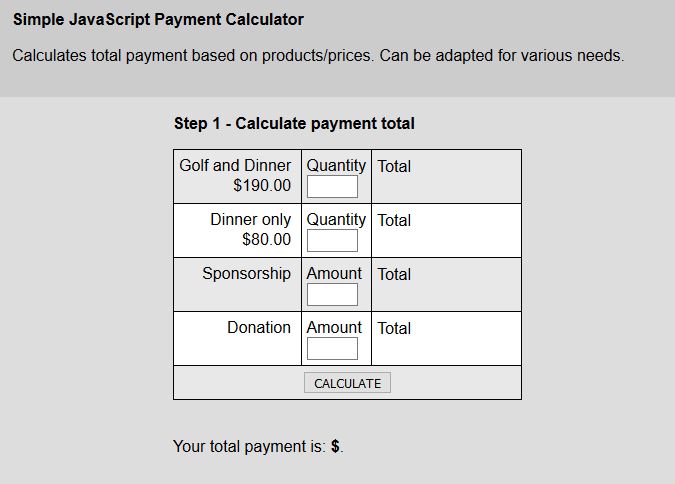 Simple JavaScript Payment Calculator
Calculates total payment based on products/prices. Can be adapted for various needs.
Step 1 - Calculate payment total
Golf and Dinner Quantity Total
$190.00
Dinner only Quantity Total
$80.00
Sponsorship Amount Total
Donation Amount Total
CALCULATE
Your total payment is: $.